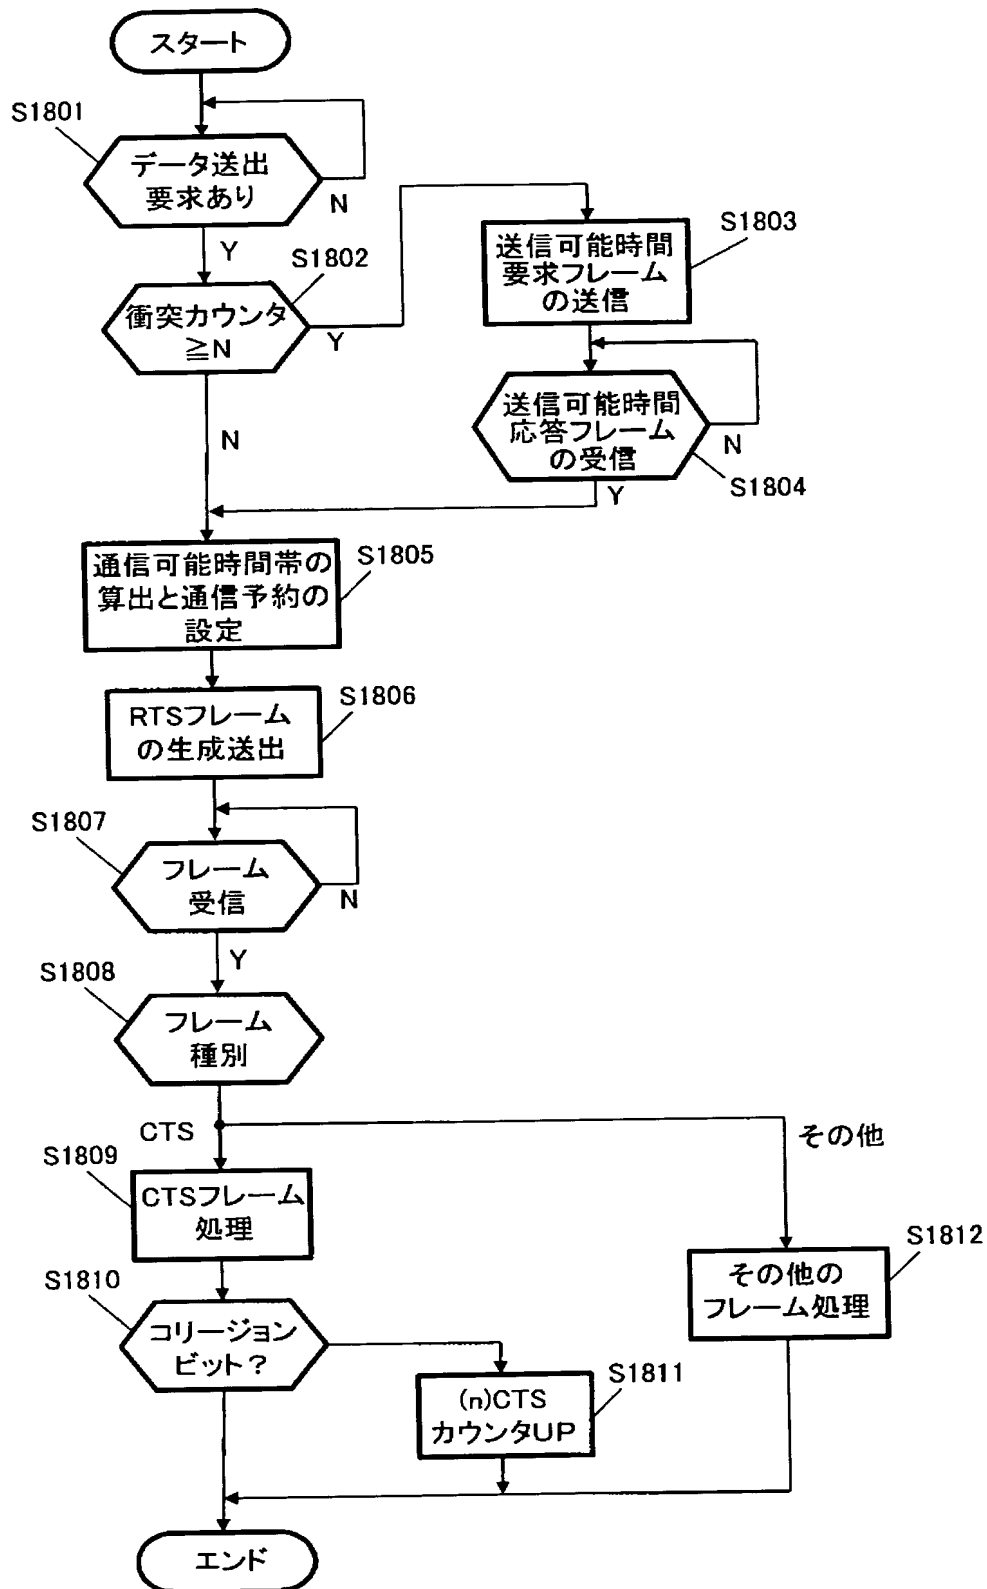 スタート
S1801
データ送出
要求あり
N
Y
S1802
衝突カウンタ
≧N
Y
N
S1803
送信可能時間
要求フレーム
の送信
送信可能時間
応答フレーム
の受信
N
S1804
Y
通信可能時間帯の
算出と通信予約の
設定
S1805
RTSフレーム
の生成送出
S1806
S1807
フレーム
受信
N
Y
S1808
フレーム
種別
CTS
その他
S1809
CTSフレーム
処理
S1812
その他の
フレーム処理
S1810
コリージョン
ビット?
S1811
(n)CTS
カウンタUP
エンド